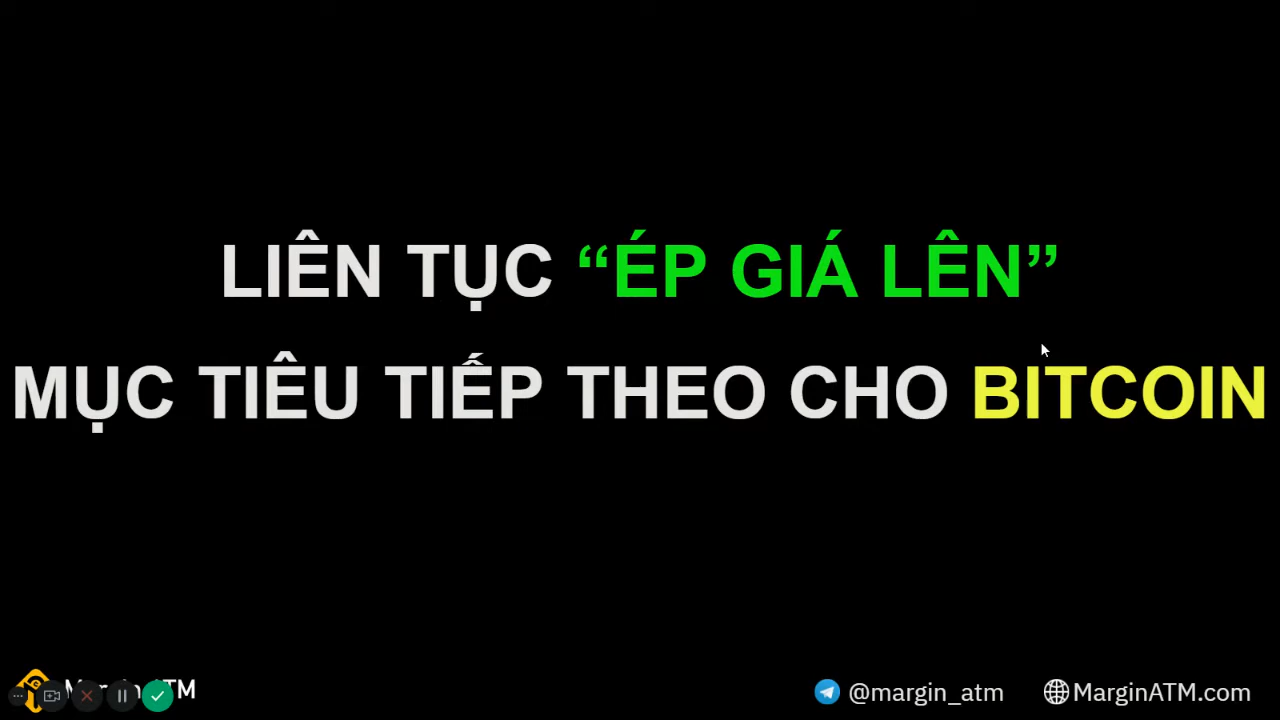 LIÊN TỤC “ÉP GIÁ LÊN”
MỤC TIÊU TIẾP THEO CHO BITCOIN
@margin_atm
MarginATM.com